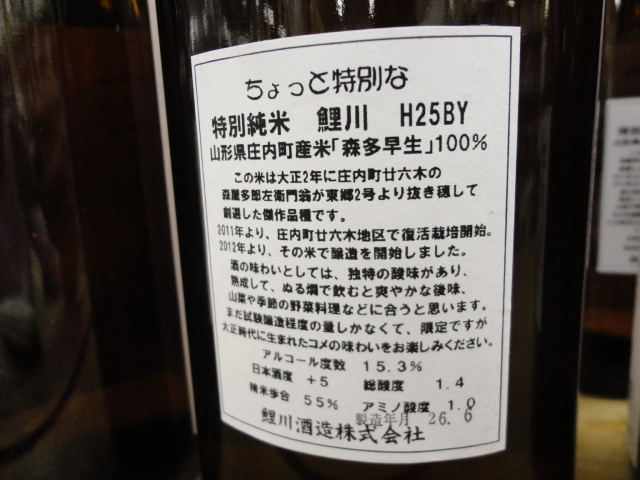 ちょっと特別な
特別純米 鯉川 H25BY
山形県庄内町産米「森多早生」100%
この米は大正2年に庄内町廿六木の
森屋多郎左衛門翁が東郷2号より抜き穂して
創選した傑作品種です。
2011年より、庄内町廿六木地区で復活栽培開始。
2012年より、その米で醸造を開始しました。
酒の味わいとしては、独特の酸味があり、
熟成して、ぬる燗で飲むと爽やかな後味、
山菜や季節の野菜料理などに合うと思います。
まだ試験醸造程度の量しかなくて、限定ですが
大正時代に生まれたコメの味わいをお楽しみください。
アルコール度数 15.3%
日本酒度 +5 総酸度 1.4
精米歩合 55% アミノ酸度 1.0
製造年月 26.6
鯉川酒造株式会社